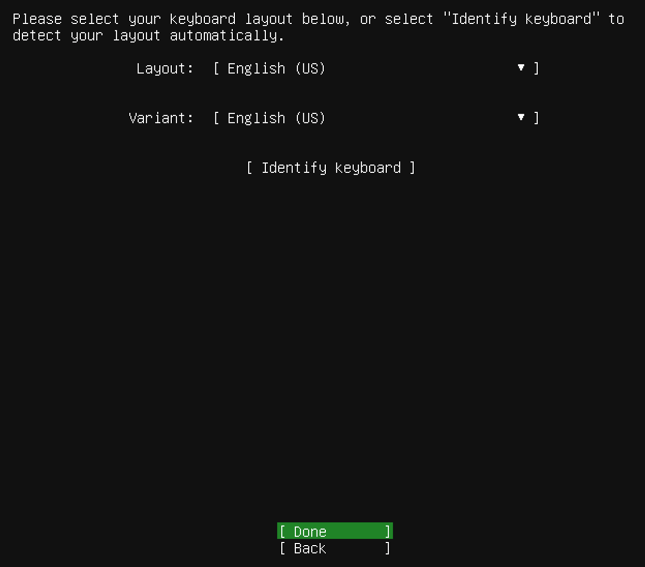 Please select your keyboard layout below, or select "Identify keyboard" to
detect your layout automatically.
Layout: [ English (US) ▼ ]
Variant: [ English (US) ▼ ]
[ Identify keyboard ]
[ Done ]
[ Back ]